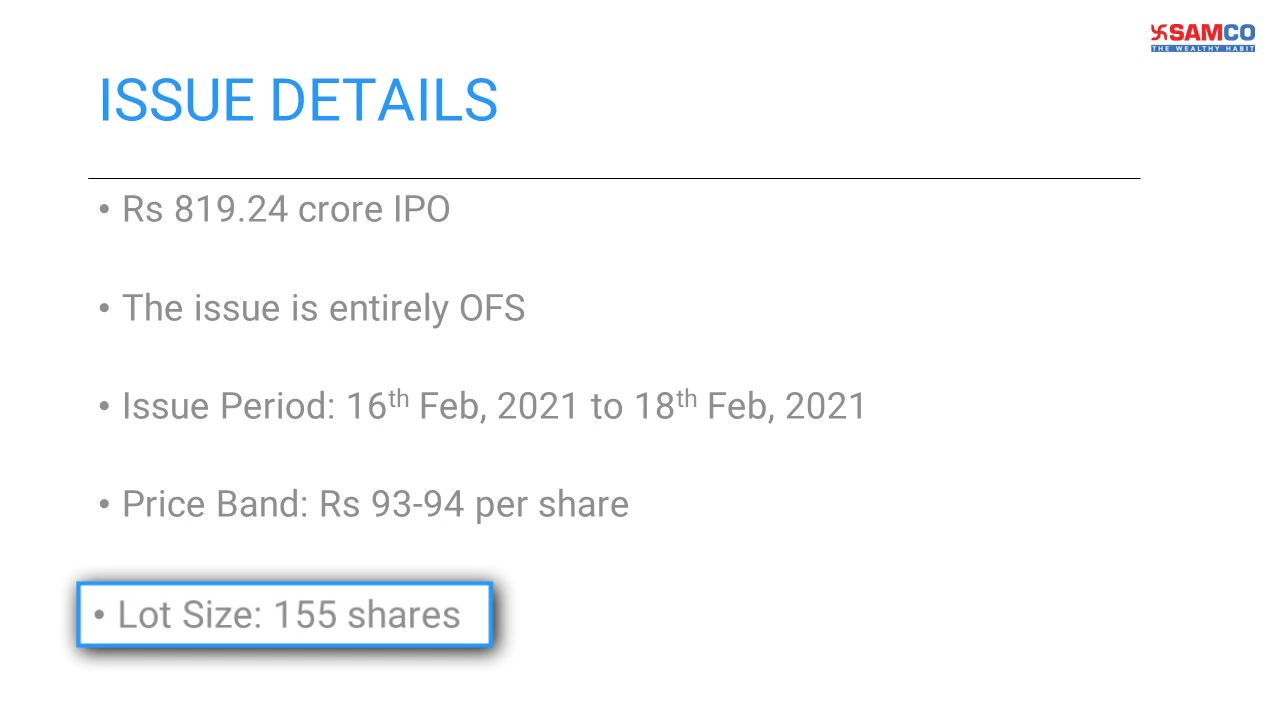 SAMCO
THE WEALTHY HABIT
ISSUE DETAILS
• Rs 819.24 crore IPO
• The issue is entirely OFS
• Issue Period: 16th Feb, 2021 to 18th Feb, 2021
• Price Band: Rs 93-94 per share
• Lot Size: 155 shares